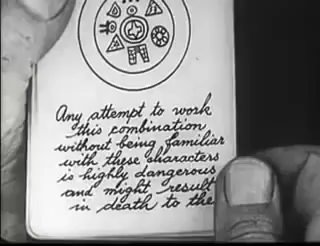 Any attempt to work
this combination
without being familiar
with these characters
is highly dangerous
and might result
in death to the